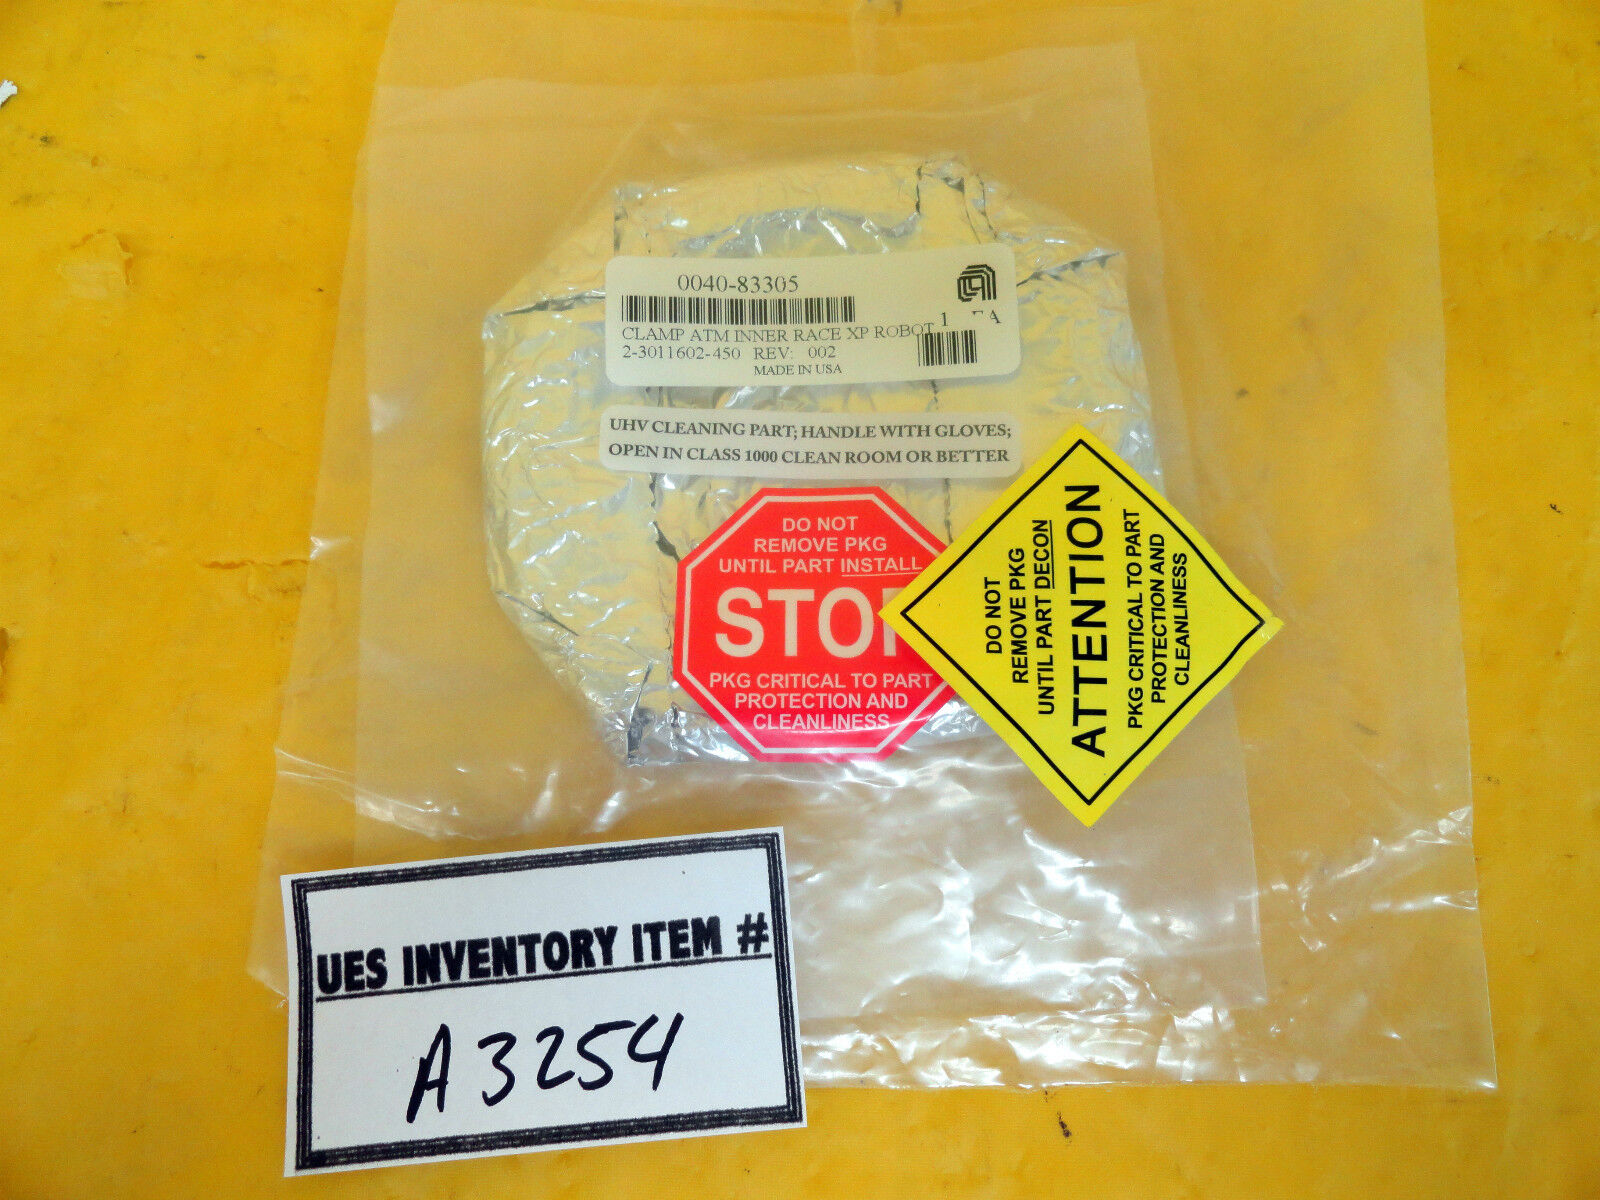 0040-83305
CLAMP ATM INNER RACE XP ROBOT 1
2-3011602-450 REV: 002
MADE IN USA
UHV CLEANING PART; HANDLE WITH GLOVES;
OPEN IN CLASS 1000 CLEAN ROOM OR BETTER
DO NOT
REMOVE PKG
UNTIL PART INSTALL
STOP
PKG CRITICAL TO PART
PROTECTION AND
CLEANLINESS
DO NOT
REMOVE PKG
UNTIL PART DECON
ATTENTION
PKG CRITICAL TO PART
PROTECTION AND
CLEANLINESS
UES INVENTORY ITEM #
A3254